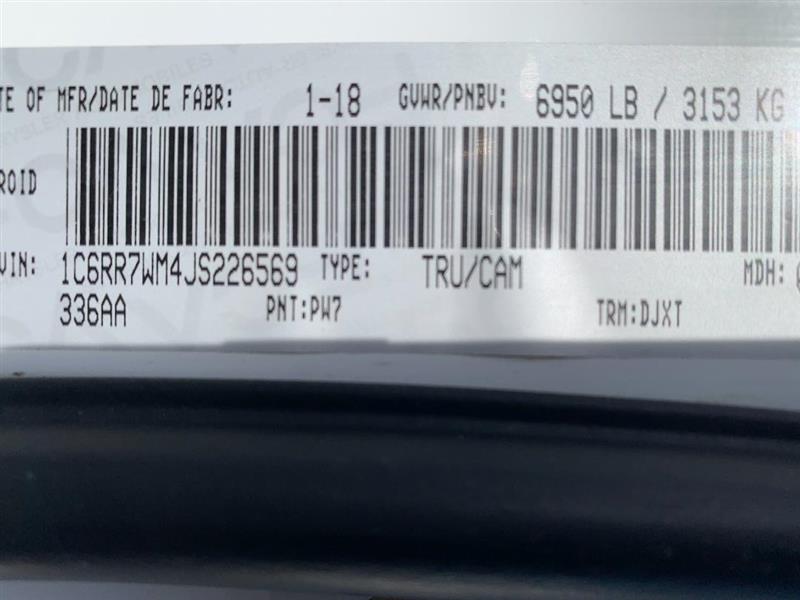 TE OF MFR/DATE DE FABR: 1-18 GVWR/PNBV: 6950 LB / 3153 KG
ROID
VIN: 1C6RR7WM4JS226569 TYPE: TRU/CAM MDH:
336AA PNT:PW7 TRM:DJXT